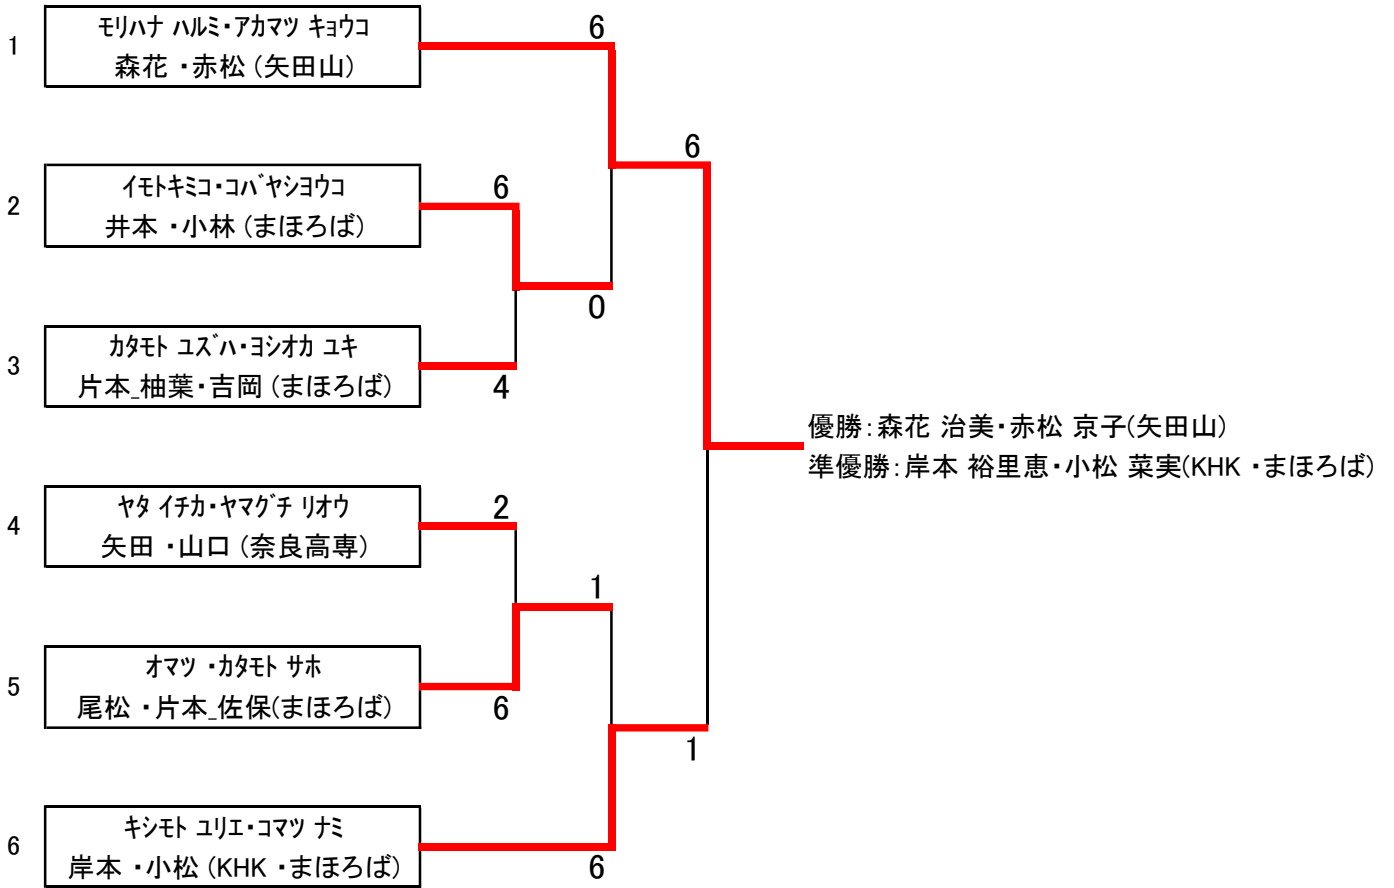 モリハナ ハルミ・アカマツ キョウコ
1
6
森花 ・赤松 (矢田山)
6
イモトキミコ・コバヤシヨウコ
6
2
井本 ・小林 (まほろば)
0
カタモト ユズハ・ヨシオカ ユキ
3
片本_柚葉・吉岡 (まほろば)
4
優勝：森花 治美・赤松 京子(矢田山)
準優勝：岸本 裕里恵・小松 菜実(KHK ・まほろば)
ヤタ イチカ・ヤマグチ リオウ
2
4
矢田 ・山口 (奈良高専)
1
オマツ ・カタモト サホ
5
尾松 ・片本_佐保(まほろば)
6
1
キシモト ユリエ・コマツ ナミ
6
岸本 ・小松 (KHK ・まほろば)
6